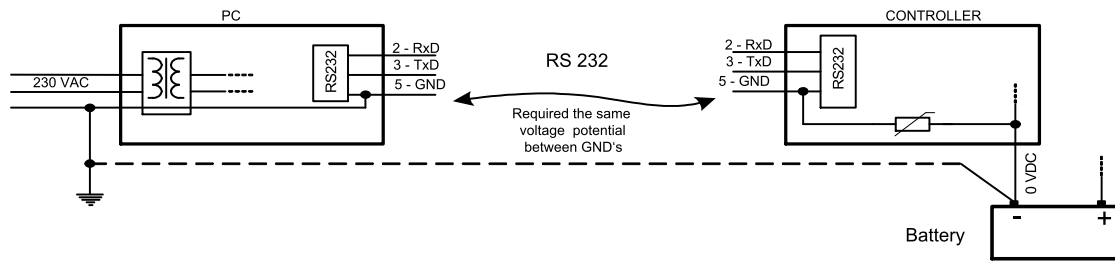 PC
CONTROLLER
230 VAC
RS232
2 - RxD
3 - TxD
5 - GND
RS 232
Required the same
voltage potential
between GND's
2 - RxD
3 - TxD
5 - GND
RS232
0 VDC
- +
Battery